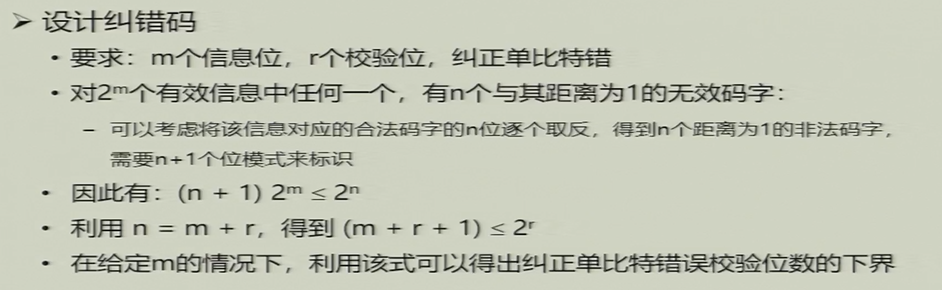 ➢ 设计纠错码
• 要求：m个信息位，r个校验位，纠正单比特错
• 对2ᵐ个有效信息中任何一个，有n个与其距离为1的无效码字：
– 可以考虑将该信息对应的合法码字的n位逐个取反，得到n个距离为1的非法码字，
需要n+1个位模式来标识
• 因此有：(n + 1) 2ᵐ ≤ 2ⁿ
• 利用 n = m + r，得到 (m + r + 1) ≤ 2ʳ
• 在给定m的情况下，利用该式可以得出纠正单比特错误校验位数的下界